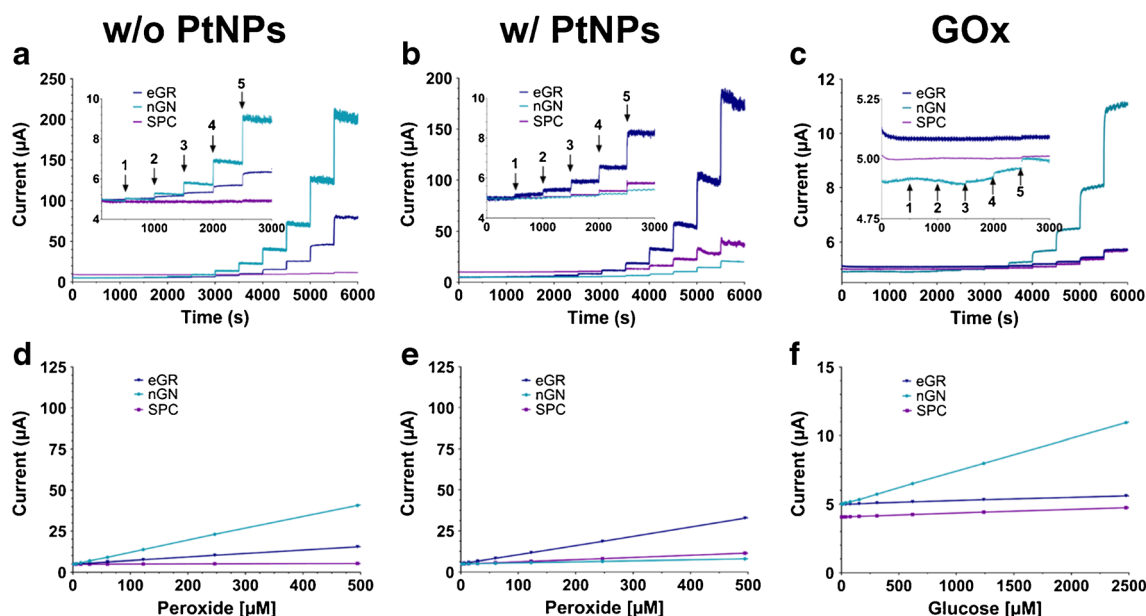 w/o PtNPs
w/ PtNPs
GOx
a
250
200
150
100
50
0
Current (µA)
0 1000 2000 3000 4000 5000 6000
Time (s)
eGR
nGN
SPC
10
8
6
4
1000 2000 3000
1 2 3 4 5
b
200
150
100
50
0
Current (µA)
0 1000 2000 3000 4000 5000 6000
Time (s)
eGR
nGN
SPC
10
8
6
4
0 1000 2000 3000
1 2 3 4 5
c
12
10
8
6
Current (µA)
0 1000 2000 3000 4000 5000 6000
Time (s)
eGR
nGN
SPC
5.25
5.00
4.75
0 1000 2000 3000
1 2 3 4 5
d
125
100
75
50
25
0
Current (µA)
0 100 200 300 400 500
Peroxide [µM]
eGR
nGN
SPC
e
125
100
75
50
25
0
Current (µA)
0 100 200 300 400 500
Peroxide [µM]
eGR
nGN
SPC
f
15
10
5
0
Current (µA)
0 500 1000 1500 2000 2500
Glucose [µM]
eGR
nGN
SPC